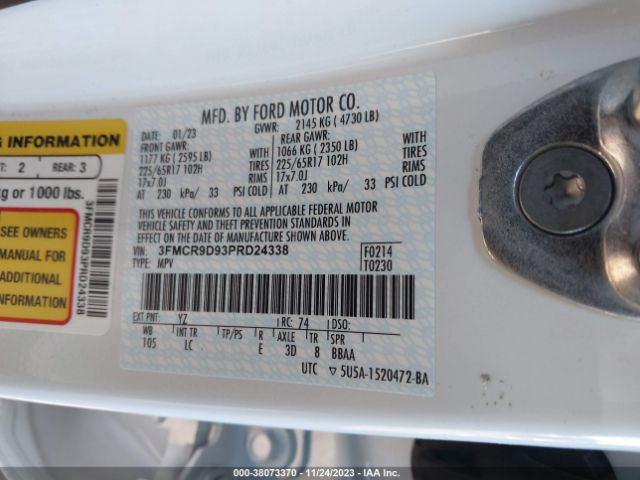 G INFORMATION
T: 2 REAR: 3
kg or 1000 lbs.
SEE OWNERS
MANUAL FOR
ADDITIONAL
INFORMATION
3FMCR9D93PRD24338
MFD. BY FORD MOTOR CO.
DATE: 01/23 GVWR: 2145 KG ( 4730 LB)
FRONT GAWR: REAR GAWR:
1177 KG ( 2595 LB) 1066 KG ( 2350 LB)
225/65R17 102H TIRES 225/65R17 102H TIRES
17x7.0J RIMS 17x7.0J RIMS
AT 230 kPa/ 33 PSI COLD AT 230 kPa/ 33 PSI COLD
THIS VEHICLE CONFORMS TO ALL APPLICABLE FEDERAL MOTOR
VEHICLE SAFETY AND THEFT PREVENTION STANDARDS IN
EFFECT ON THE DATE OF MANUFACTURE SHOWN ABOVE.
VIN: 3FMCR9D93PRD24338 F0214
TYPE: MPV T0230
EXT PNT: YZ RC: 74 DSO:
WB INT TR TP/PS R AXLE TR SPR
105 LC E 3D 8 BBAA
UTC ▽ 5U5A-1520472-BA
000-38073370 - 11/24/2023 - IAA Inc.